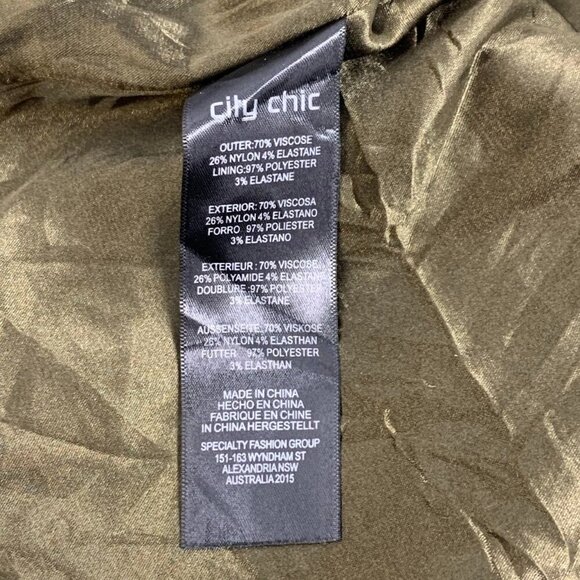 city chic
OUTER:70% VISCOSE
26% NYLON 4% ELASTANE
LINING:97% POLYESTER
3% ELASTANE
EXTERIOR: 70% VISCOSA
26% NYLON 4% ELASTANO
FORRO 97% POLIESTER
3% ELASTANO
EXTERIEUR : 70% VISCOSE
26% POLYAMIDE 4% ELASTANE
DOUBLURE :97% POLYESTER
3% ELASTANE
AUSSENSEITE:70% VISKOSE
26% NYLON 4% ELASTHAN
FUTTER 97% POLYESTER
3% ELASTHAN
MADE IN CHINA
HECHO EN CHINA
FABRIQUE EN CHINE
IN CHINA HERGESTELLT
SPECIALTY FASHION GROUP
151-163 WYNDHAM ST
ALEXANDRIA NSW
AUSTRALIA 2015